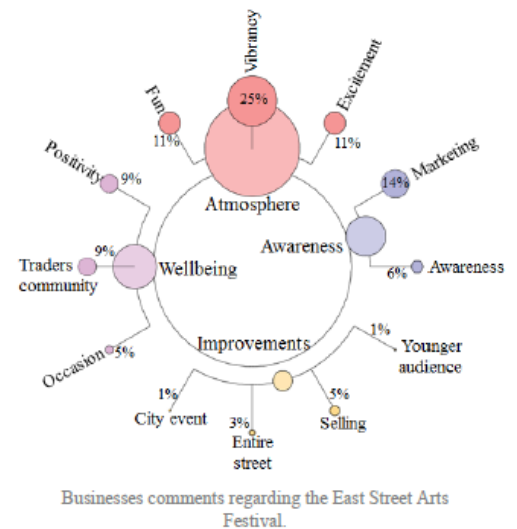 Vibrancy
25%
Fun
11%
Excitement
11%
Atmosphere
Positivity
9%
Marketing
14%
Awareness
6%
Awareness
9%
Traders
community
Wellbeing
Occasion
5%
Improvements
1%
Younger
audience
1%
City event
3%
Entire
street
5%
Selling
Businesses comments regarding the East Street Arts
Festival.